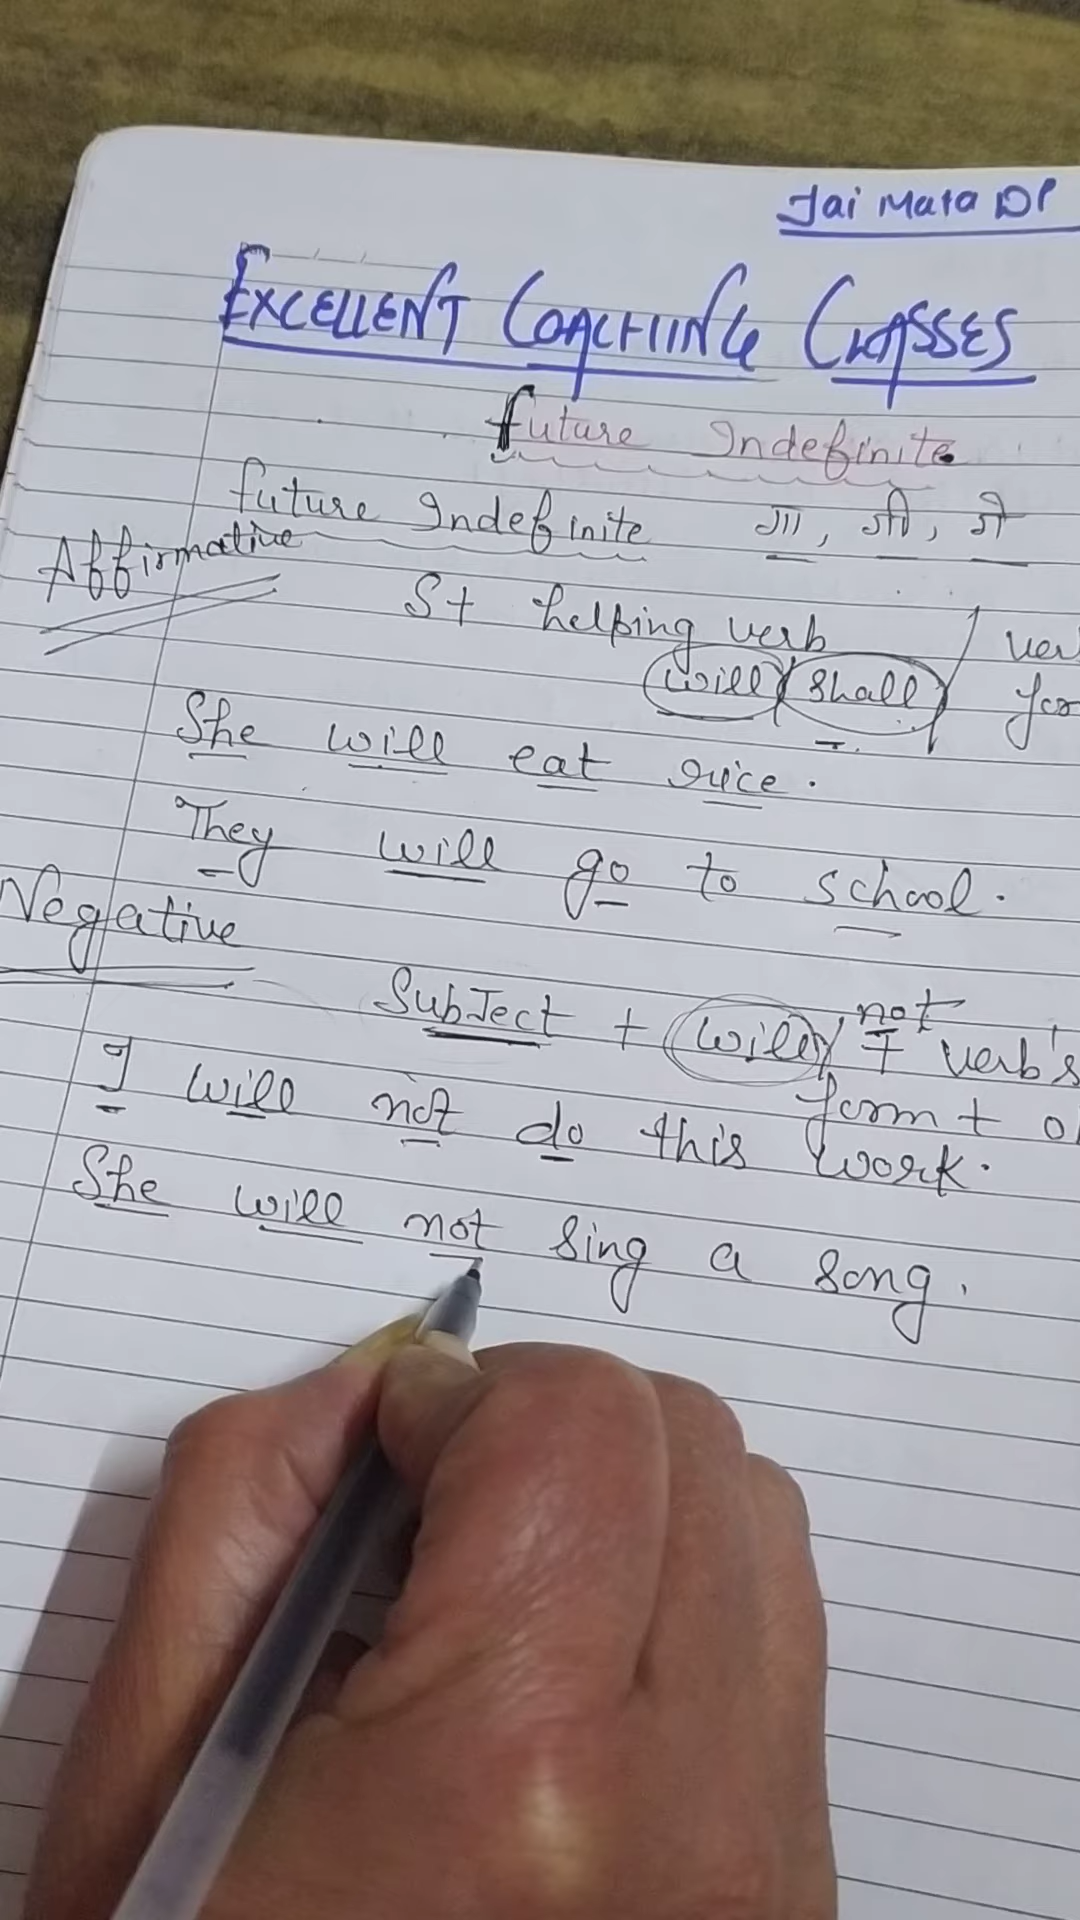 Jai Mata DI
EXCELLENT COACHING CLASSES
Future Indefinite
Future Indefinite गा, गी, गे
Affirmative
S+ helping verb / ver
will / shall / for
She will eat rice.
They will go to school.
Negative
SubJect + will / not + verb's
form + o
I will not do this work.
She will not sing a song.